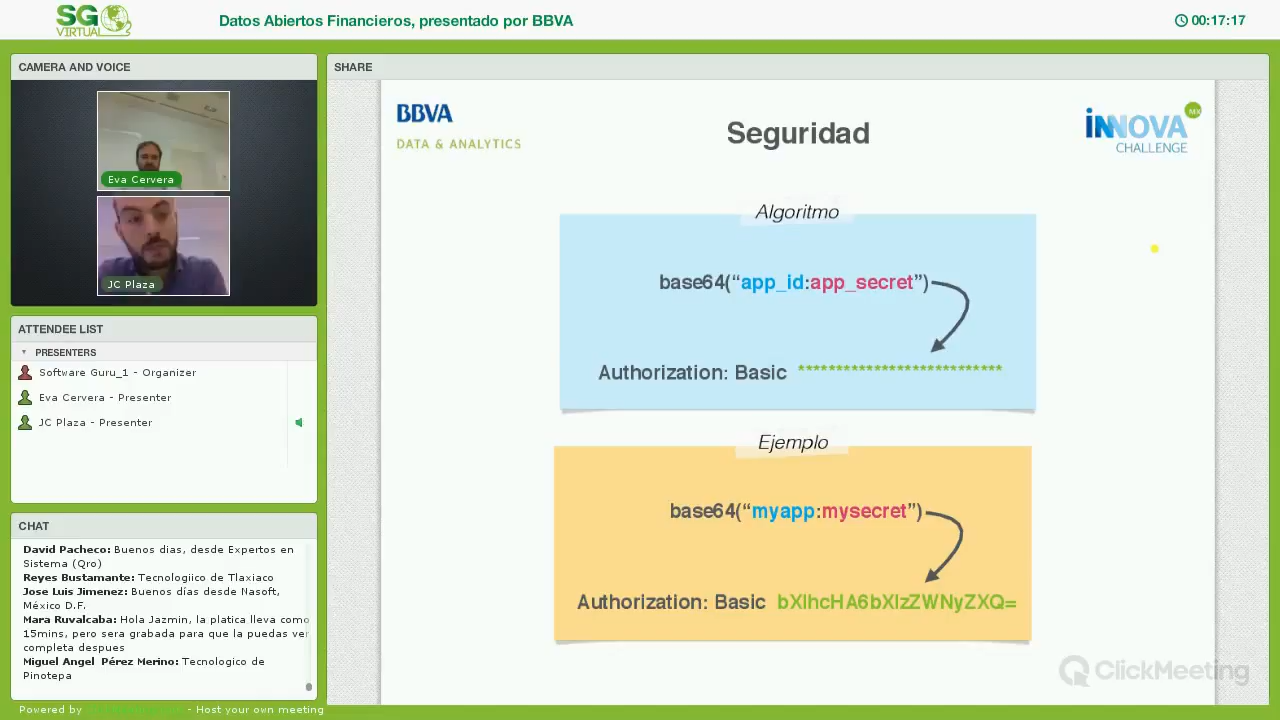 SG
VIRTUAL
Datos Abiertos Financieros, presentado por BBVA
00:17:17
CAMERA AND VOICE
Eva Cervera
JC Plaza
ATTENDEE LIST
PRESENTERS
Software Guru_1 - Organizer
Eva Cervera - Presenter
JC Plaza - Presenter
CHAT
David Pacheco: Buenos dias, desde Expertos en
Sistema (Qro)
Reyes Bustamante: Tecnologiico de Tlaxiaco
Jose Luis Jimenez: Buenos días desde Nasoft,
México D.F.
Mara Ruvalcaba: Hola Jazmin, la platica lleva como
15mins, pero sera grabada para que la puedas ver
completa despues
Miguel Angel Pérez Merino: Tecnologico de
Pinotepa
Powered by
- Host your own meeting
SHARE
BBVA
DATA & ANALYTICS
Seguridad
INNOVA
MX
CHALLENGE
Algoritmo
base64(“app_id:app_secret”)
Authorization: Basic ***************************
Ejemplo
base64(“myapp:mysecret”)
Authorization: Basic bXlhcHA6bXlzZWNyZXQ=
ClickMeeting